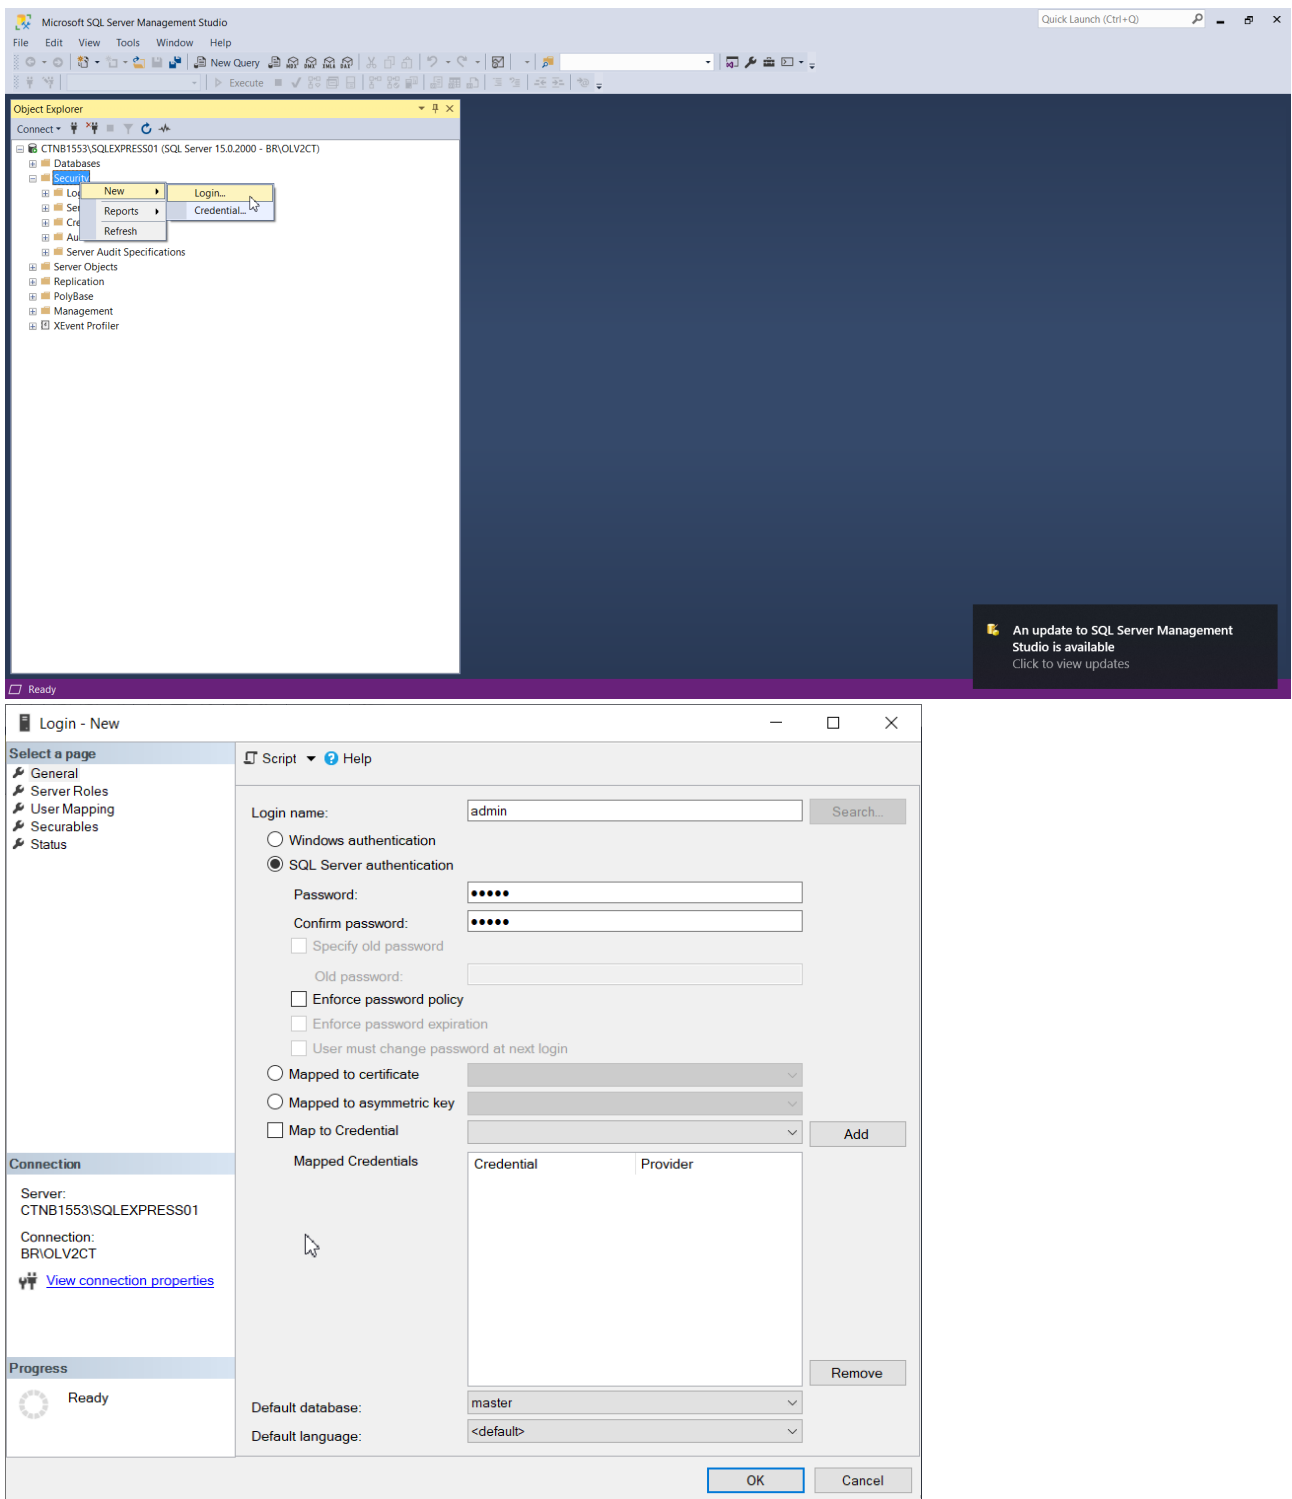 Microsoft SQL Server Management Studio
Quick Launch (Ctrl+Q)
File Edit View Tools Window Help
New Query
Execute
Object Explorer
Connect
CTNB1553\SQLEXPRESS01 (SQL Server 15.0.2000 - BR\OLV2CT)
Databases
Security
New
Login...
Reports
Credential...
Refresh
Server Audit Specifications
Server Objects
Replication
PolyBase
Management
XEvent Profiler
An update to SQL Server Management
Studio is available
Click to view updates
Ready
Login - New
Select a page
General
Server Roles
User Mapping
Securables
Status
Script Help
Login name: admin Search...
Windows authentication
SQL Server authentication
Password: •••••
Confirm password: •••••
Specify old password
Old password:
Enforce password policy
Enforce password expiration
User must change password at next login
Mapped to certificate
Mapped to asymmetric key
Map to Credential Add
Mapped Credentials Credential Provider
Connection
Server:
CTNB1553\SQLEXPRESS01
Connection:
BR\OLV2CT
View connection properties
Progress
Ready
Remove
Default database: master
Default language: <default>
OK Cancel